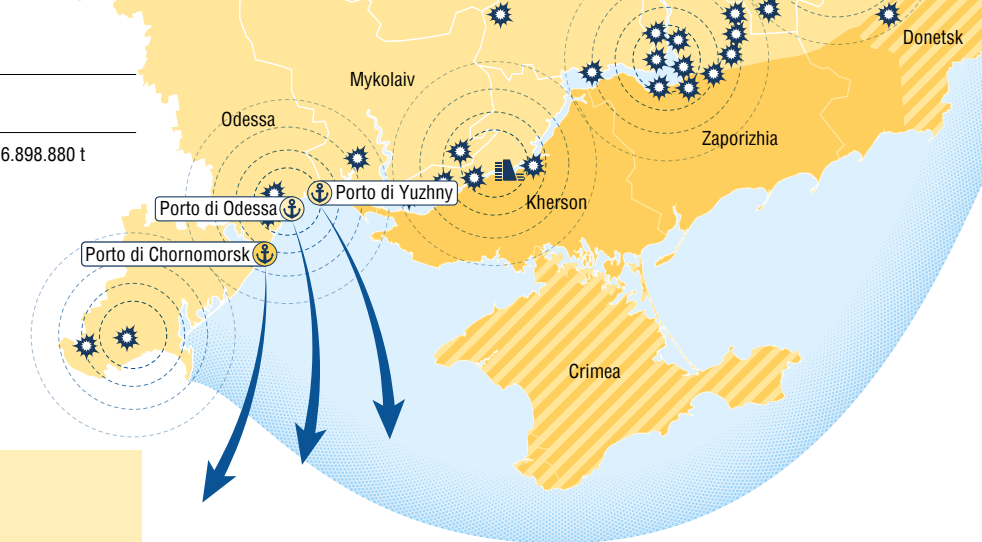 Donetsk
Mykolaiv
Odessa
Zaporizhia
6.898.880 t
Porto di Yuzhny
Kherson
Porto di Odessa
Porto di Chornomorsk
Crimea